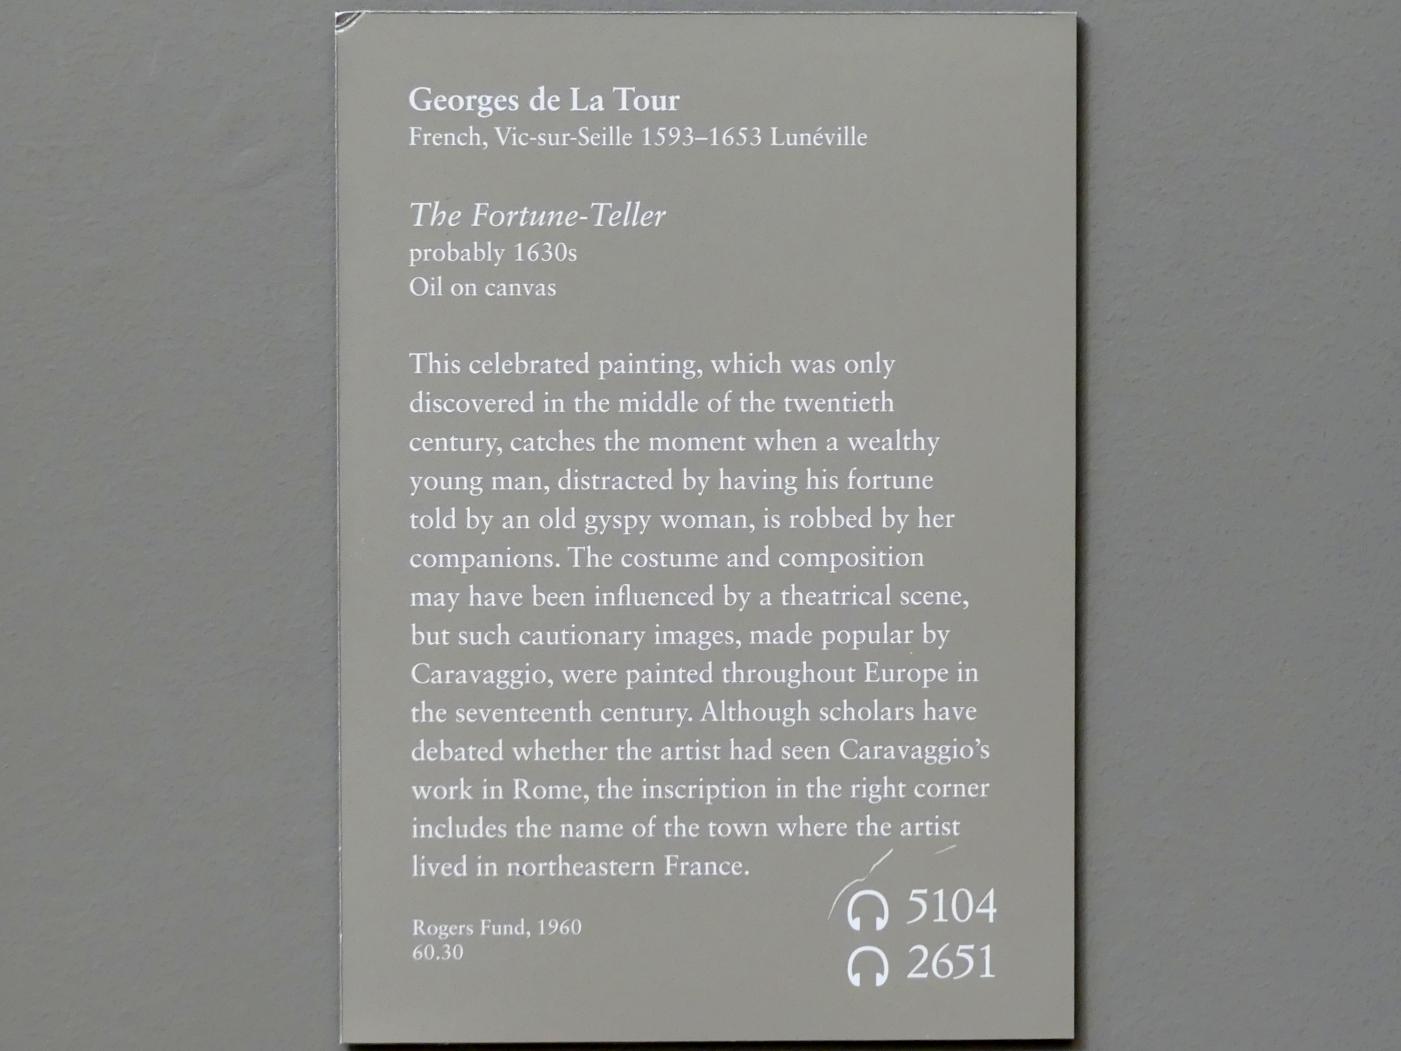 Georges de La Tour
French, Vic-sur-Seille 1593–1653 Lunéville
The Fortune-Teller
probably 1630s
Oil on canvas
This celebrated painting, which was only
discovered in the middle of the twentieth
century, catches the moment when a wealthy
young man, distracted by having his fortune
told by an old gyspy woman, is robbed by her
companions. The costume and composition
may have been influenced by a theatrical scene,
but such cautionary images, made popular by
Caravaggio, were painted throughout Europe in
the seventeenth century. Although scholars have
debated whether the artist had seen Caravaggio’s
work in Rome, the inscription in the right corner
includes the name of the town where the artist
lived in northeastern France.
Rogers Fund, 1960
60.30
5104
2651